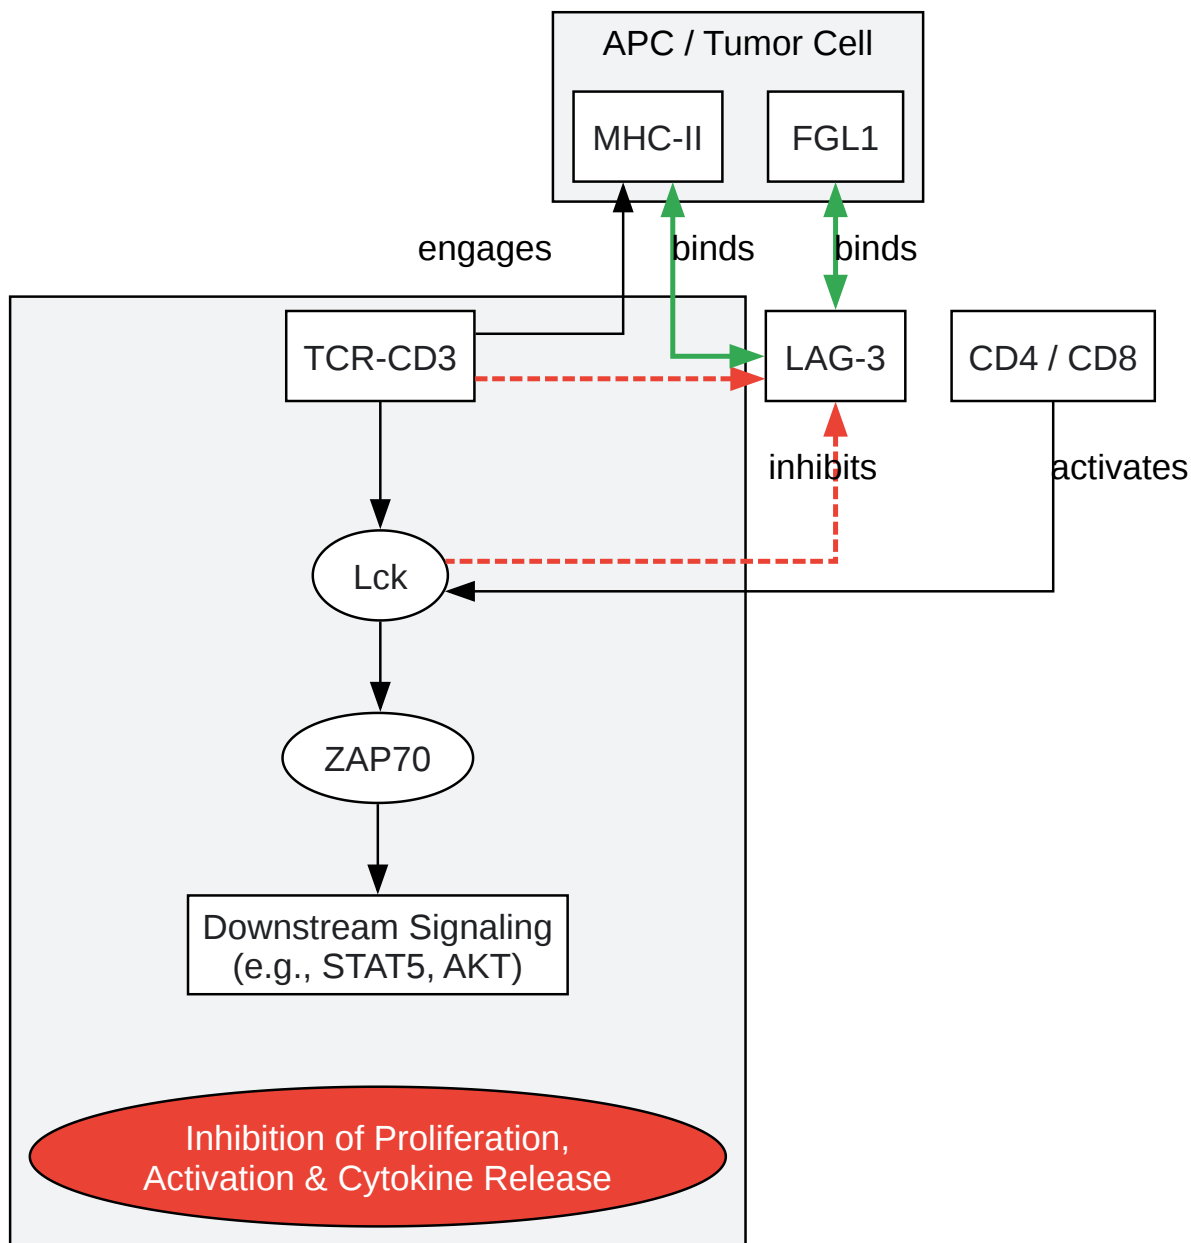 APC / Tumor Cell
MHC-II
FGL1
engages
binds
binds
TCR-CD3
LAG-3
CD4 / CD8
inhibits
activates
Lck
ZAP70
Downstream Signaling
(e.g., STAT5, AKT)
Inhibition of Proliferation,
Activation & Cytokine Release